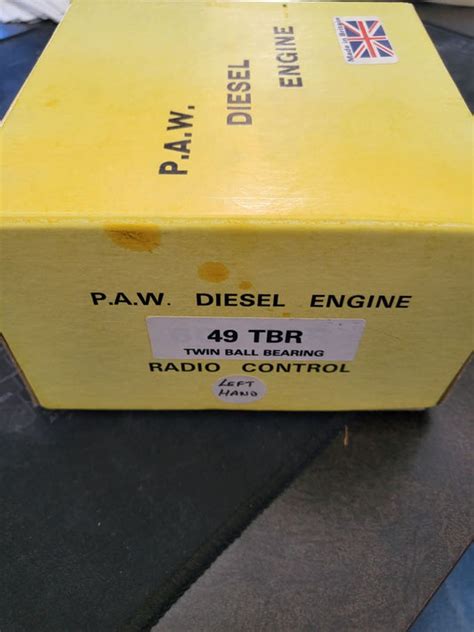 P.A.W.
DIESEL
ENGINE
Made in Britain
P.A.W. DIESEL ENGINE
49 TBR
TWIN BALL BEARING
RADIO CONTROL
LEFT
HAND